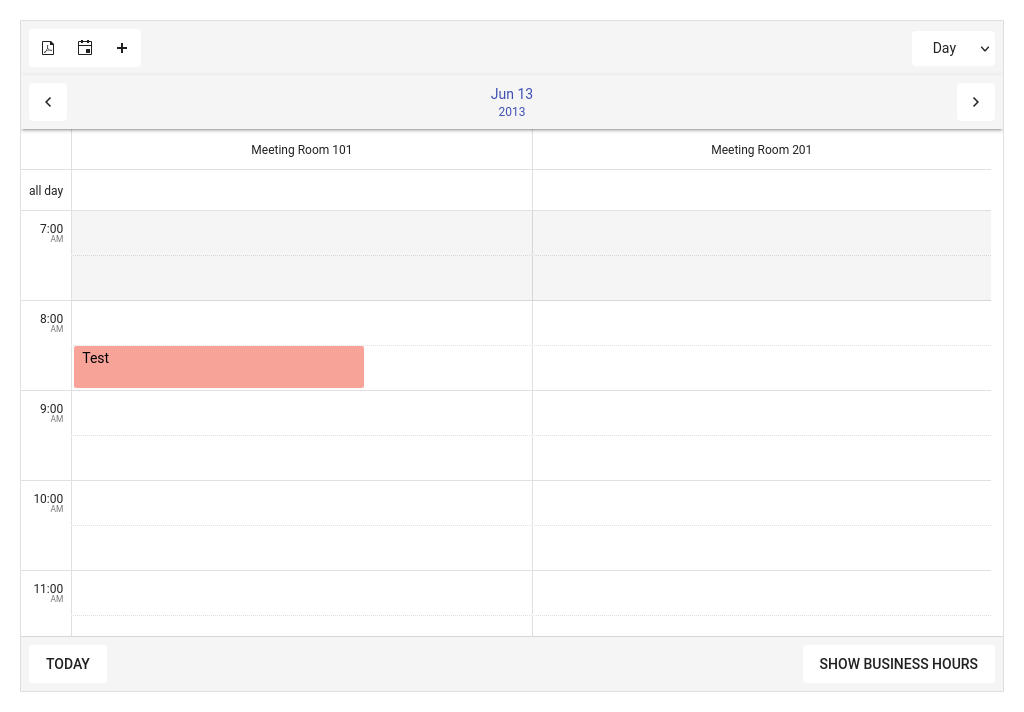 Day
Jun 13
2013
Meeting Room 101
Meeting Room 201
all day
7:00
AM
8:00
AM
Test
9:00
AM
10:00
AM
11:00
AM
TODAY
SHOW BUSINESS HOURS